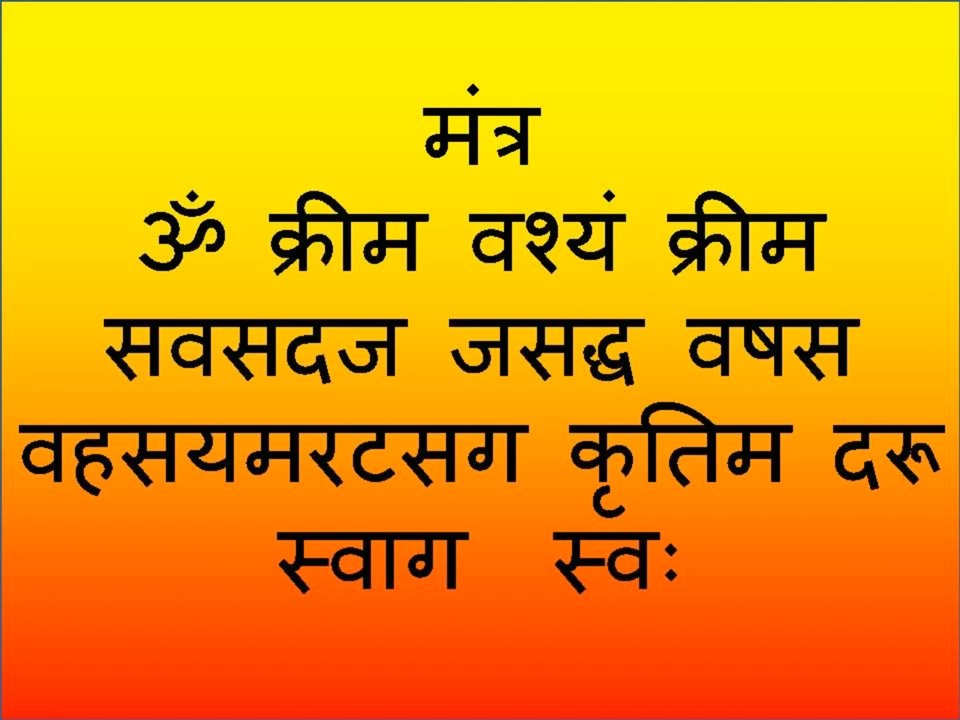 मंत्र
ॐ क्रीम वश्यं क्रीम
सवसदज जसद्ध वषस
वहसयमरटसग कृतिम दरू
स्वाग स्वः